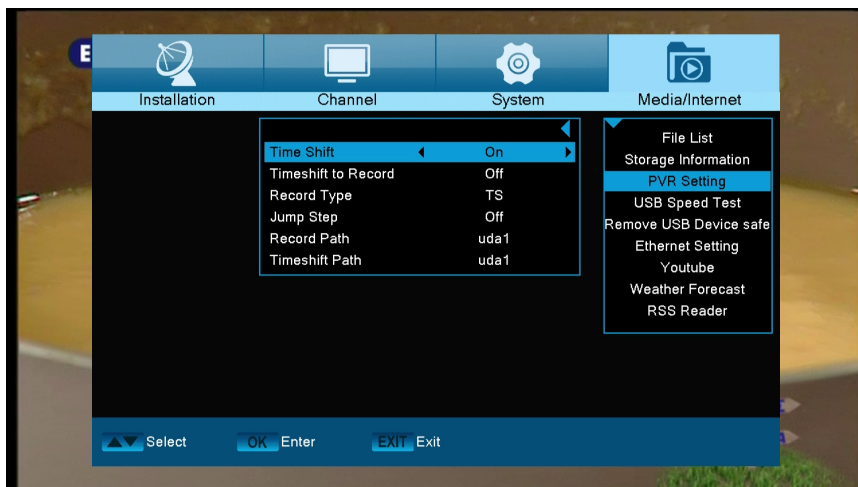 E
Installation Channel System Media/Internet
Time Shift On
Timeshift to Record Off
Record Type TS
Jump Step Off
Record Path uda1
Timeshift Path uda1
File List
Storage Information
PVR Setting
USB Speed Test
Remove USB Device safe
Ethernet Setting
Youtube
Weather Forecast
RSS Reader
E
A
Select OK Enter EXIT Exit